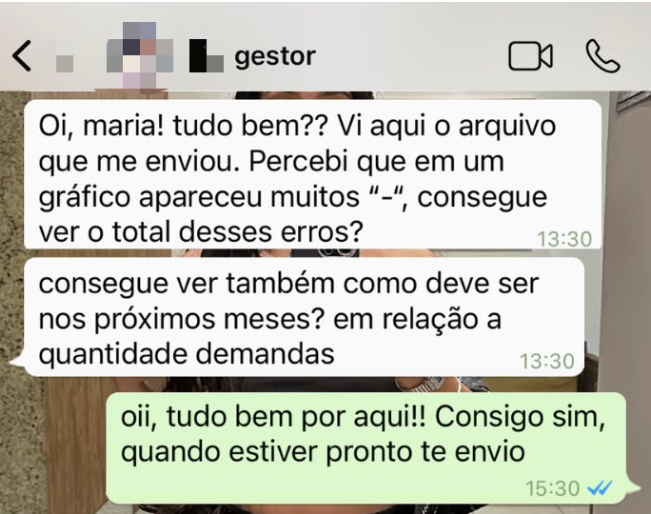 gestor
Oi, maria! tudo bem?? Vi aqui o arquivo
que me enviou. Percebi que em um
gráfico apareceu muitos “-“, consegue
ver o total desses erros?
13:30
consegue ver também como deve ser
nos próximos meses? em relação a
quantidade demandas
13:30
oii, tudo bem por aqui!! Consigo sim,
quando estiver pronto te envio
15:30